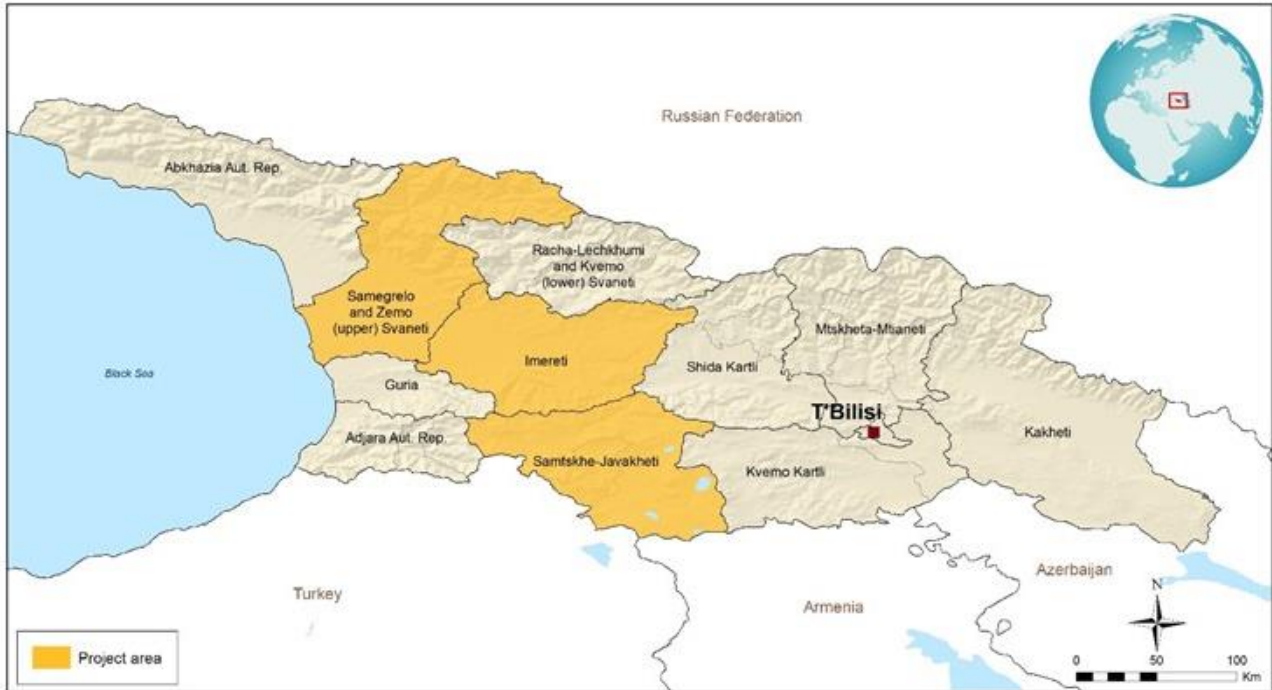 Russian Federation
Abkhazia Aut. Rep.
Racha-Lechkhumi
and Kvemo
(lower) Svaneti
Samegrelo
and Zemo
(upper) Svaneti
Mtskheta-Mtianeti
Imereti
Shida Kartli
Black Sea
Guria
T'Bilisi
Kakheti
Adjara Aut. Rep.
Samtskhe-Javakheti
Kvemo Kartli
Azerbaijan
Turkey
Armenia
N
Project area
0 50 100
Km